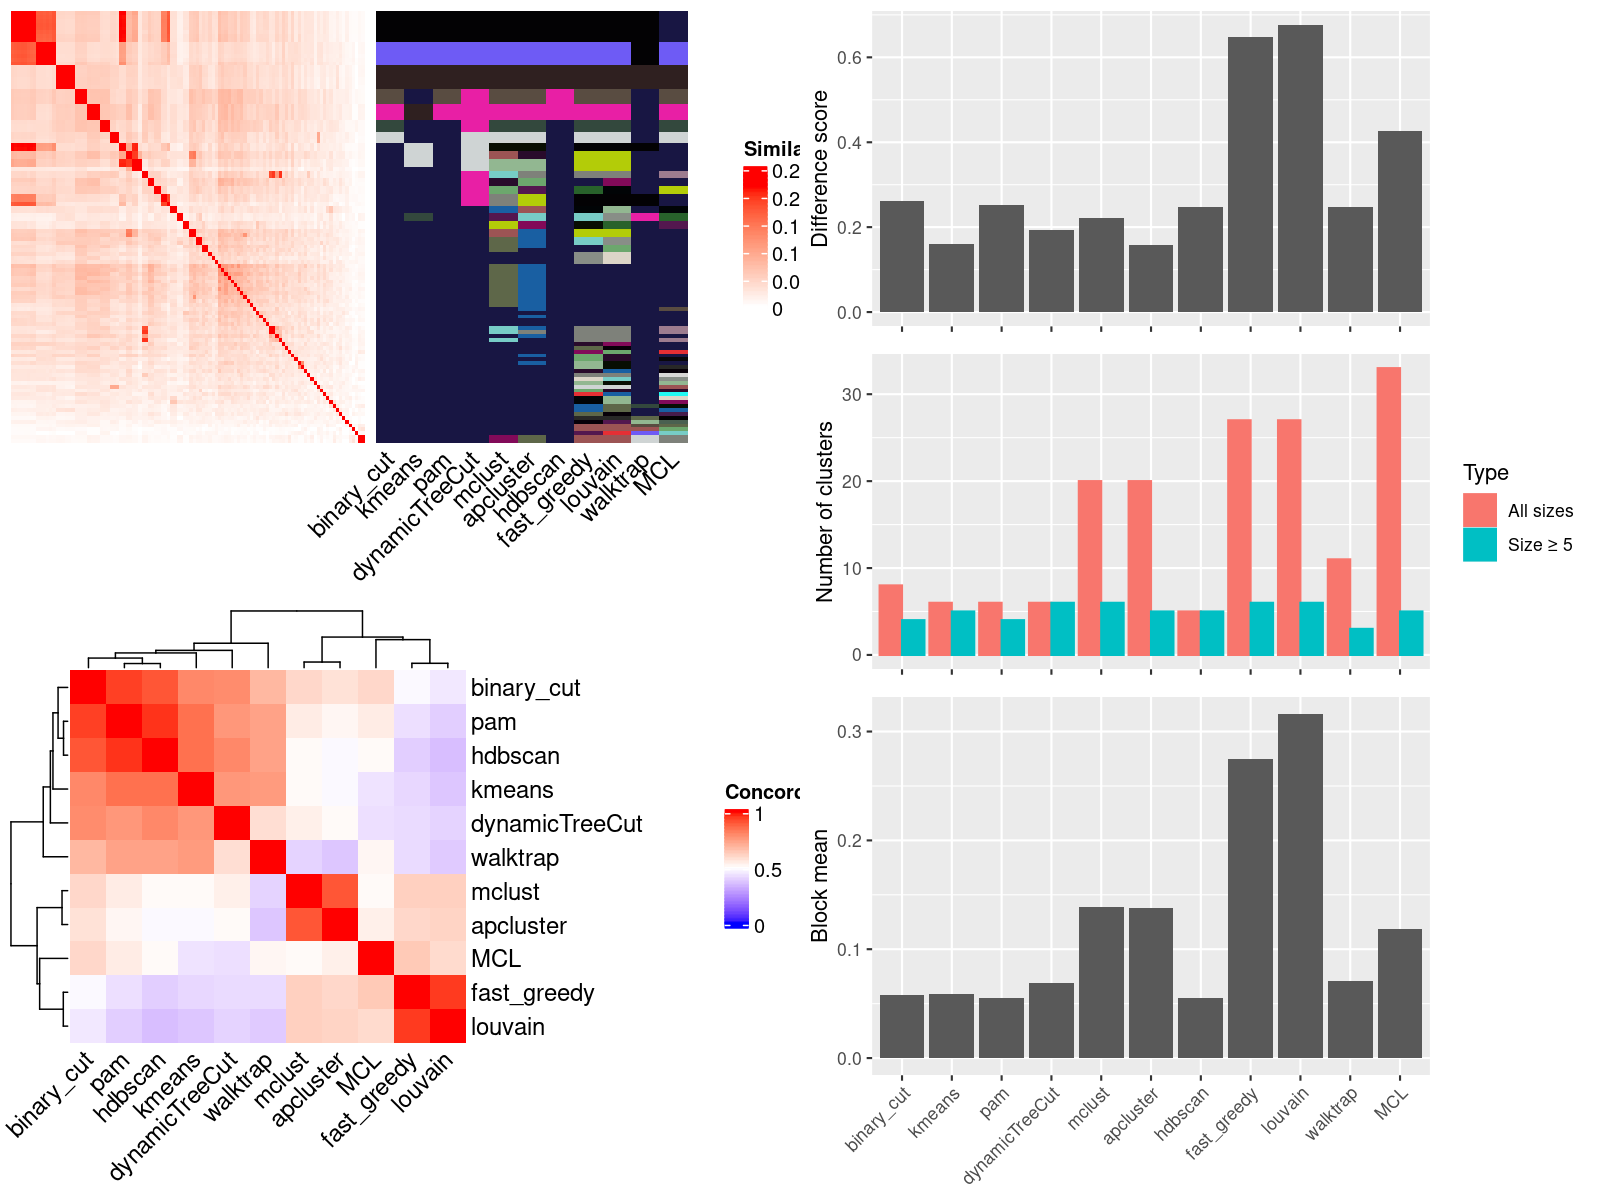 Simila
0.2
0.2
0.1
0.1
0.0
0
binary_cut
kmeans
pam
dynamicTreeCut
mclust
apcluster
hdbscan
fast_greedy
louvain
walktrap
MCL
binary_cut
pam
hdbscan
kmeans
dynamicTreeCut
walktrap
mclust
apcluster
MCL
fast_greedy
louvain
binary_cut
pam
hdbscan
kmeans
dynamicTreeCut
walktrap
mclust
apcluster
MCL
fast_greedy
louvain
Concord
1
0.5
0
Difference score
0.6
0.4
0.2
0.0
Number of clusters
30
20
10
0
Type
All sizes
Size ≥ 5
Block mean
0.3
0.2
0.1
0.0
binary_cut
kmeans
pam
dynamicTreeCut
mclust
apcluster
hdbscan
fast_greedy
louvain
walktrap
MCL